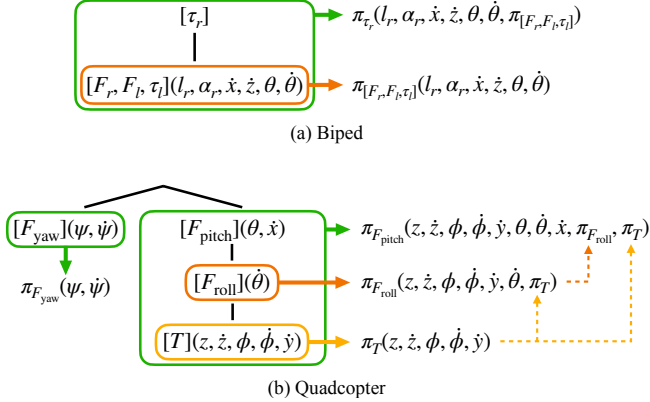 [τ_r] π_{τ_r}(l_r, α_r, ẋ, ż, θ, θ̇, π_{[F_r,F_l,τ_l]})
[F_r, F_l, τ_l](l_r, α_r, ẋ, ż, θ, θ̇) π_{[F_r,F_l,τ_l]}(l_r, α_r, ẋ, ż, θ, θ̇)
(a) Biped
[F_yaw](ψ, ψ̇) [F_pitch](θ, ẋ) π_{F_pitch}(z, ż, ϕ, ϕ̇, ẏ, θ, θ̇, ẋ, π_{F_roll}, π_T)
π_{F_yaw}(ψ, ψ̇) [F_roll](θ̇) π_{F_roll}(z, ż, ϕ, ϕ̇, ẏ, θ̇, π_T)
[T](z, ż, ϕ, ϕ̇, ẏ) π_T(z, ż, ϕ, ϕ̇, ẏ)
(b) Quadcopter